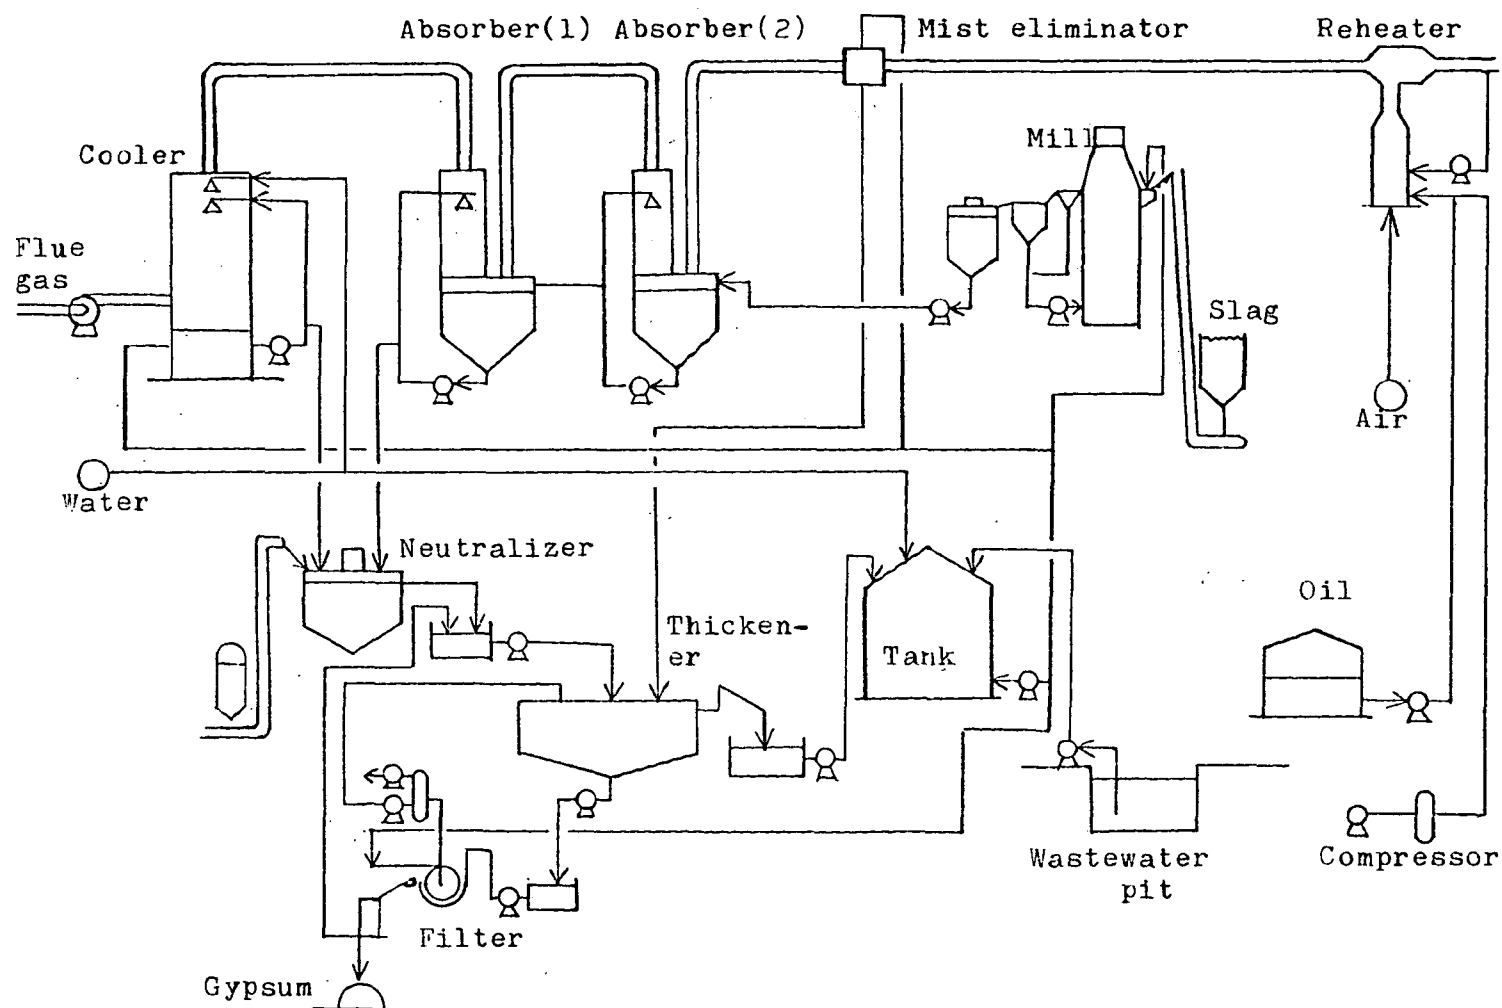 Absorber(1) Absorber(2)
Mist eliminator
Reheater
Mill
Cooler
Flue
gas
Slag
Air
Water
Neutralizer
Oil
Thicken-
er
Tank
Wastewater
pit
Compressor
Filter
Gypsum